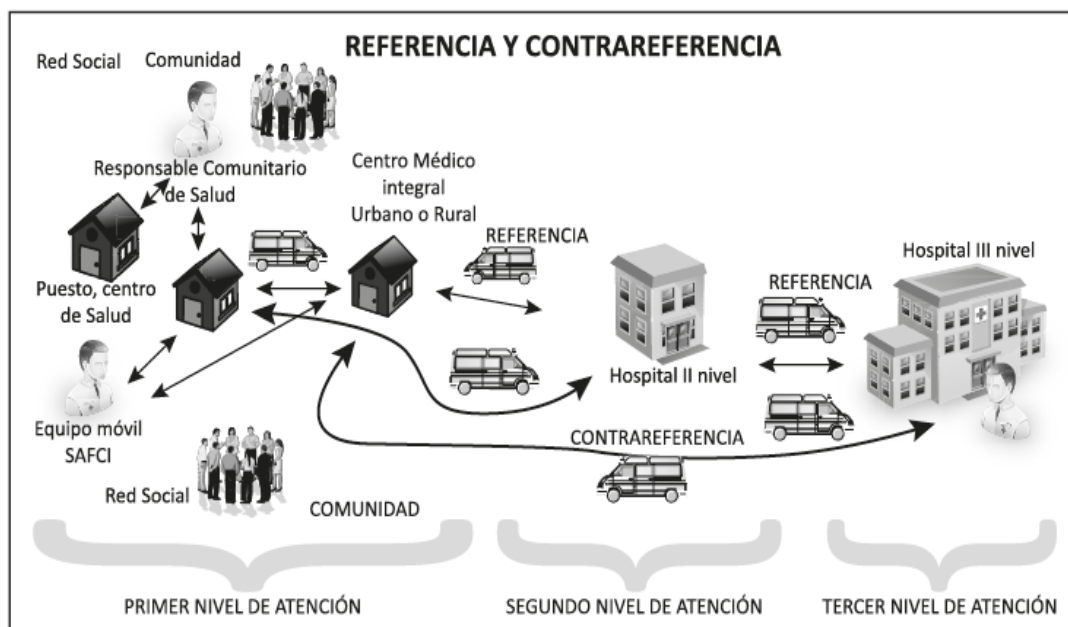 REFERENCIA Y CONTRAREFERENCIA
Red Social
Comunidad
Responsable Comunitario
de Salud
Centro Médico
integral
Urbano o Rural
REFERENCIA
Hospital III nivel
REFERENCIA
Puesto, centro
de Salud
Hospital II nivel
Equipo móvil
SAFCI
CONTRAREFERENCIA
Red Social
COMUNIDAD
PRIMER NIVEL DE ATENCIÓN
SEGUNDO NIVEL DE ATENCIÓN
TERCER NIVEL DE ATENCIÓN